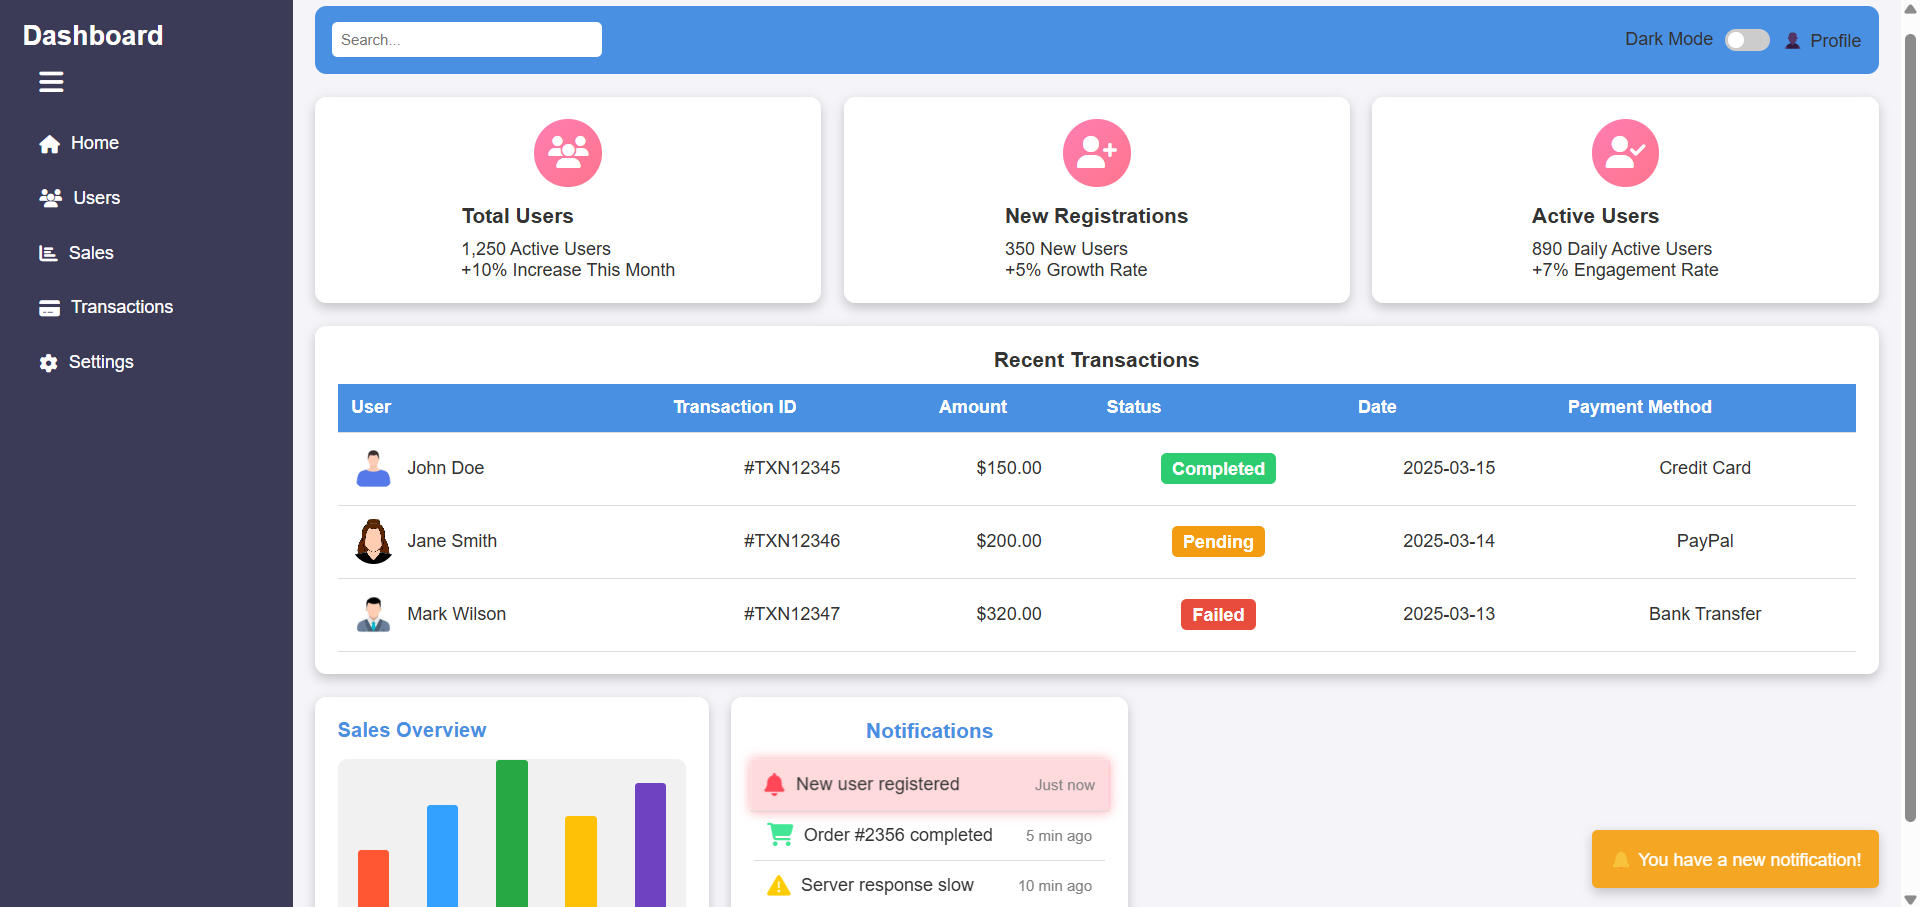 Dashboard
Home
Users
Sales
Transactions
Settings
Search...
Dark Mode
Profile
Total Users
1,250 Active Users
+10% Increase This Month
New Registrations
350 New Users
+5% Growth Rate
Active Users
890 Daily Active Users
+7% Engagement Rate
Recent Transactions
User Transaction ID Amount Status Date Payment Method
John Doe #TXN12345 $150.00 Completed 2025-03-15 Credit Card
Jane Smith #TXN12346 $200.00 Pending 2025-03-14 PayPal
Mark Wilson #TXN12347 $320.00 Failed 2025-03-13 Bank Transfer
Sales Overview
Notifications
New user registered Just now
Order #2356 completed 5 min ago
Server response slow 10 min ago
You have a new notification!